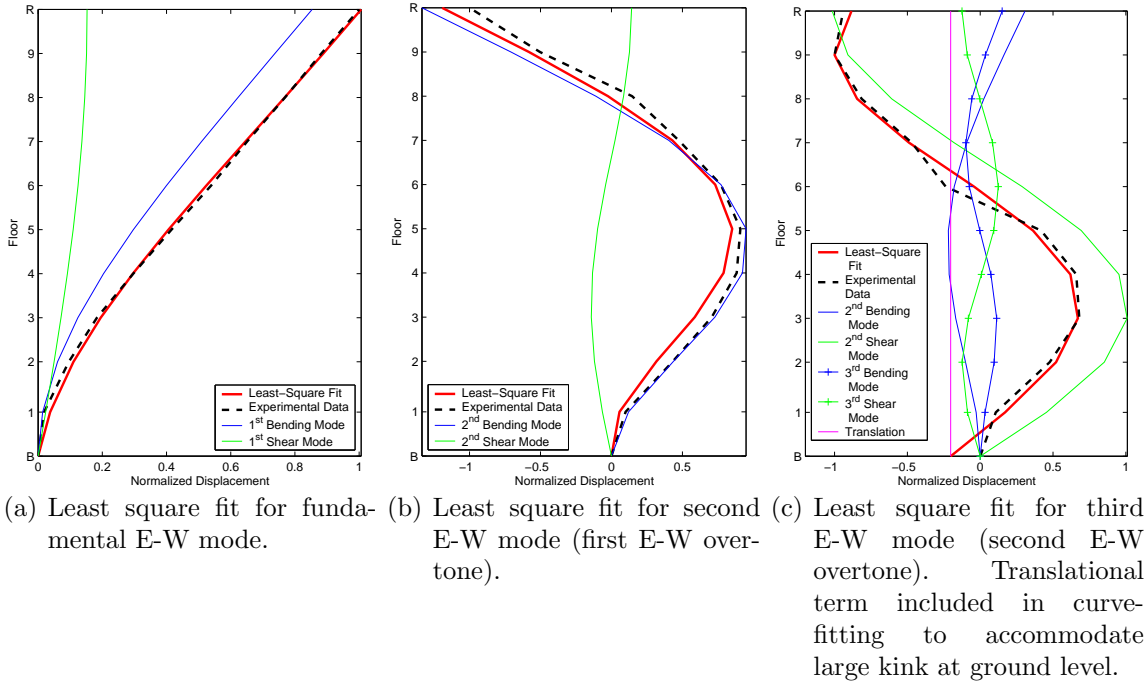 R
9
8
7
6
5
4
3
2
1
B
Floor
0
0.2
0.4
0.6
0.8
1
Normalized Displacement
Least−Square Fit
Experimental Data
1st Bending Mode
1st Shear Mode
R
9
8
7
6
5
4
3
2
1
B
Floor
−1
−0.5
0
0.5
Normalized Displacement
Least−Square Fit
Experimental Data
2nd Bending Mode
2nd Shear Mode
R
9
8
7
6
5
4
3
2
1
B
Floor
−1
−0.5
0
0.5
1
Normalized Displacement
Least−Square
Fit
Experimental
Data
2nd Bending
Mode
2nd Shear
Mode
3rd Bending
Mode
3rd Shear
Mode
Translation
(a) Least square fit for funda-
mental E-W mode.
(b) Least square fit for second
E-W mode (first E-W over-
tone).
(c) Least square fit for third
E-W mode (second E-W
overtone). Translational
term included in curve-
fitting to accommodate
large kink at ground level.